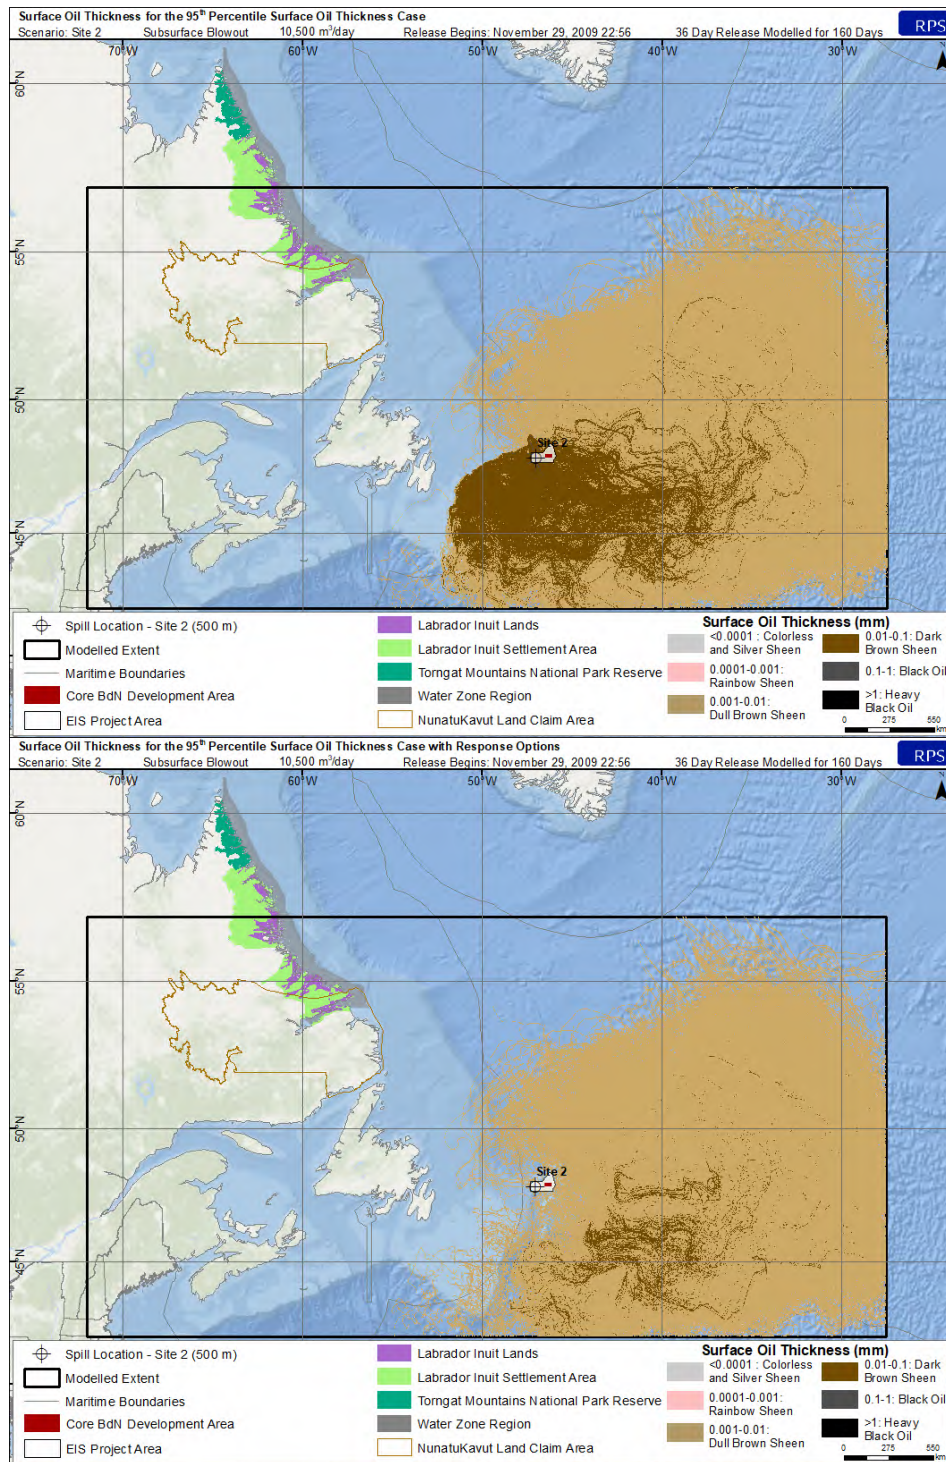 Surface Oil Thickness for the 95th Percentile Surface Oil Thickness Case
Scenario: Site 2 Subsurface Blowout 10,500 m³/day Release Begins: November 29, 2009 22:56 36 Day Release Modelled for 160 Days
RPS
70°W 60°W 50°W 40°W 30°W
60°N
55°N
50°N
Site 2
45°N
Spill Location - Site 2 (500 m)
Modelled Extent
Maritime Boundaries
Core BdN Development Area
EIS Project Area
Labrador Inuit Lands
Labrador Inuit Settlement Area
Torngat Mountains National Park Reserve
Water Zone Region
NunatuKavut Land Claim Area
Surface Oil Thickness (mm)
<0.0001 : Colorless
and Silver Sheen
0.0001-0.001:
Rainbow Sheen
0.001-0.01:
Dull Brown Sheen
0.01-0.1: Dark
Brown Sheen
0.1-1: Black Oil
>1: Heavy
Black Oil
0 275 550
km
Surface Oil Thickness for the 95th Percentile Surface Oil Thickness Case with Response Options
Scenario: Site 2 Subsurface Blowout 10,500 m³/day Release Begins: November 29, 2009 22:56 36 Day Release Modelled for 160 Days
RPS
70°W 60°W 50°W 40°W 30°W
60°N
55°N
50°N
Site 2
45°N
Spill Location - Site 2 (500 m)
Modelled Extent
Maritime Boundaries
Core BdN Development Area
EIS Project Area
Labrador Inuit Lands
Labrador Inuit Settlement Area
Torngat Mountains National Park Reserve
Water Zone Region
NunatuKavut Land Claim Area
Surface Oil Thickness (mm)
<0.0001 : Colorless
and Silver Sheen
0.0001-0.001:
Rainbow Sheen
0.001-0.01:
Dull Brown Sheen
0.01-0.1: Dark
Brown Sheen
0.1-1: Black Oil
>1: Heavy
Black Oil
0 275 550
km